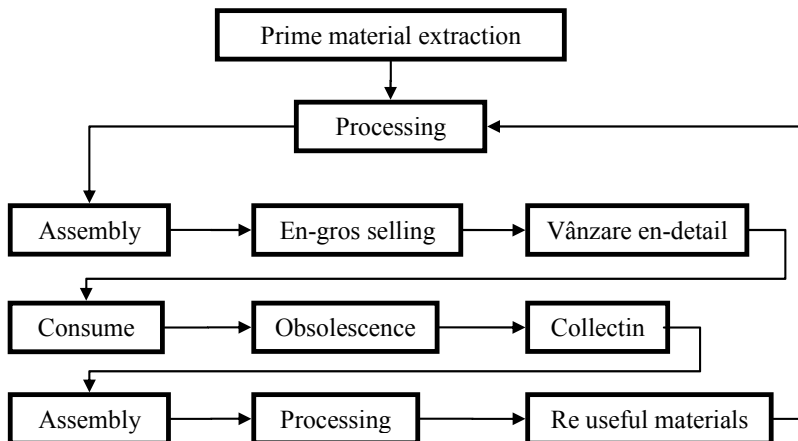 Prime material extraction
Processing
Assembly
En-gros selling
Vânzare en-detail
Consume
Obsolescence
Collectin
Assembly
Processing
Re useful materials